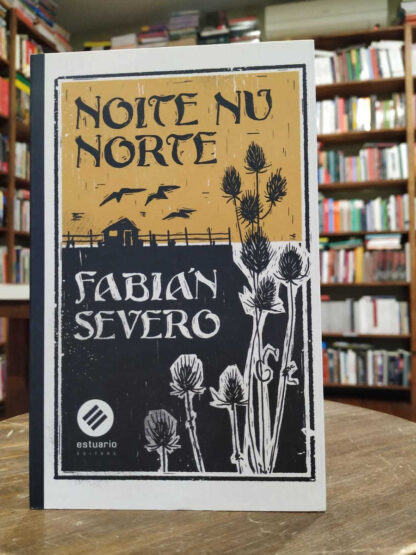 NOITE NU
NORTE
FABIÁN
SEVERO
estuario
EDITORA